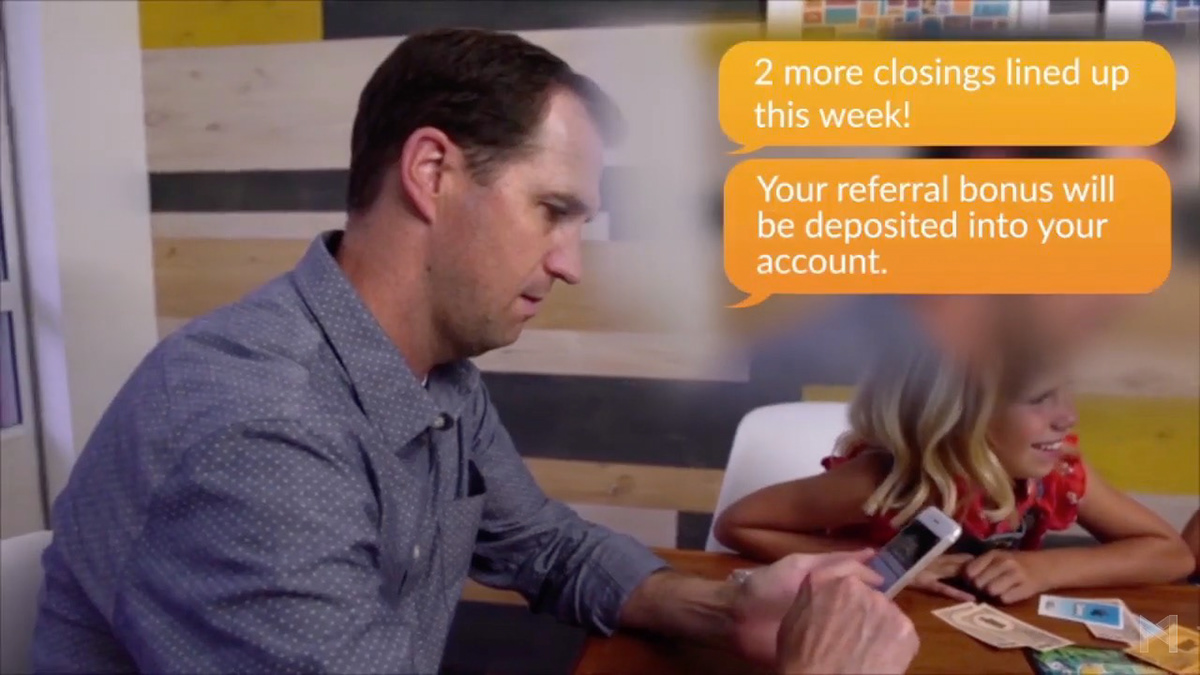 2 more closings lined up
this week!
Your referral bonus will
be deposited into your
account.